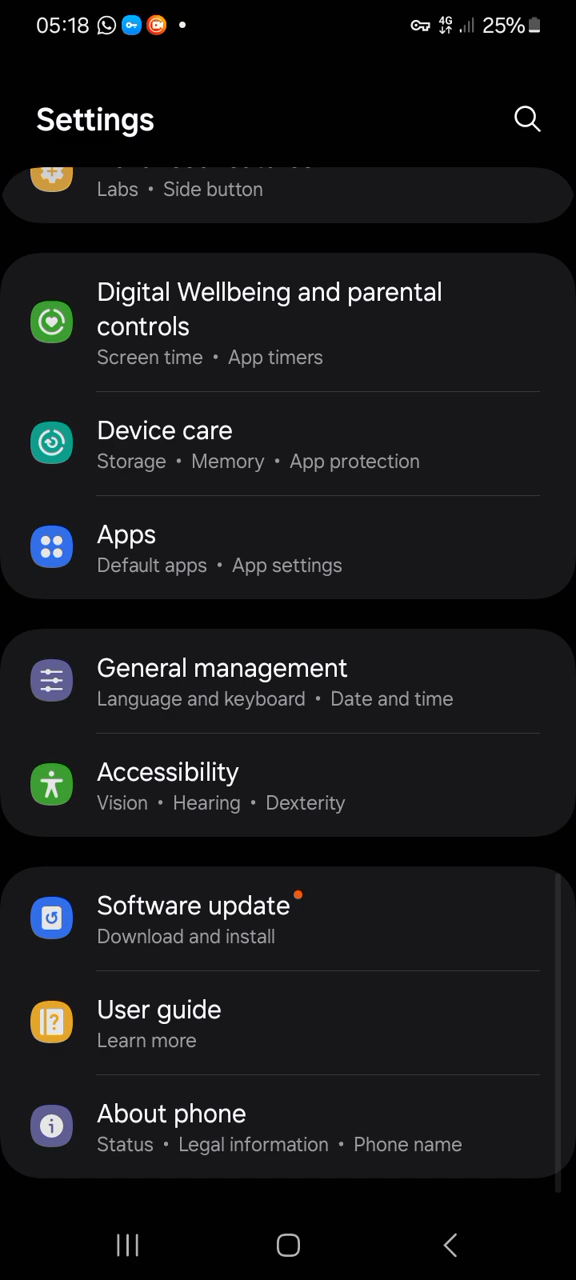 05:18
4G
25%
Settings
Labs • Side button
Digital Wellbeing and parental
controls
Screen time • App timers
Device care
Storage • Memory • App protection
Apps
Default apps • App settings
General management
Language and keyboard • Date and time
Accessibility
Vision • Hearing • Dexterity
Software update
Download and install
User guide
Learn more
About phone
Status • Legal information • Phone name